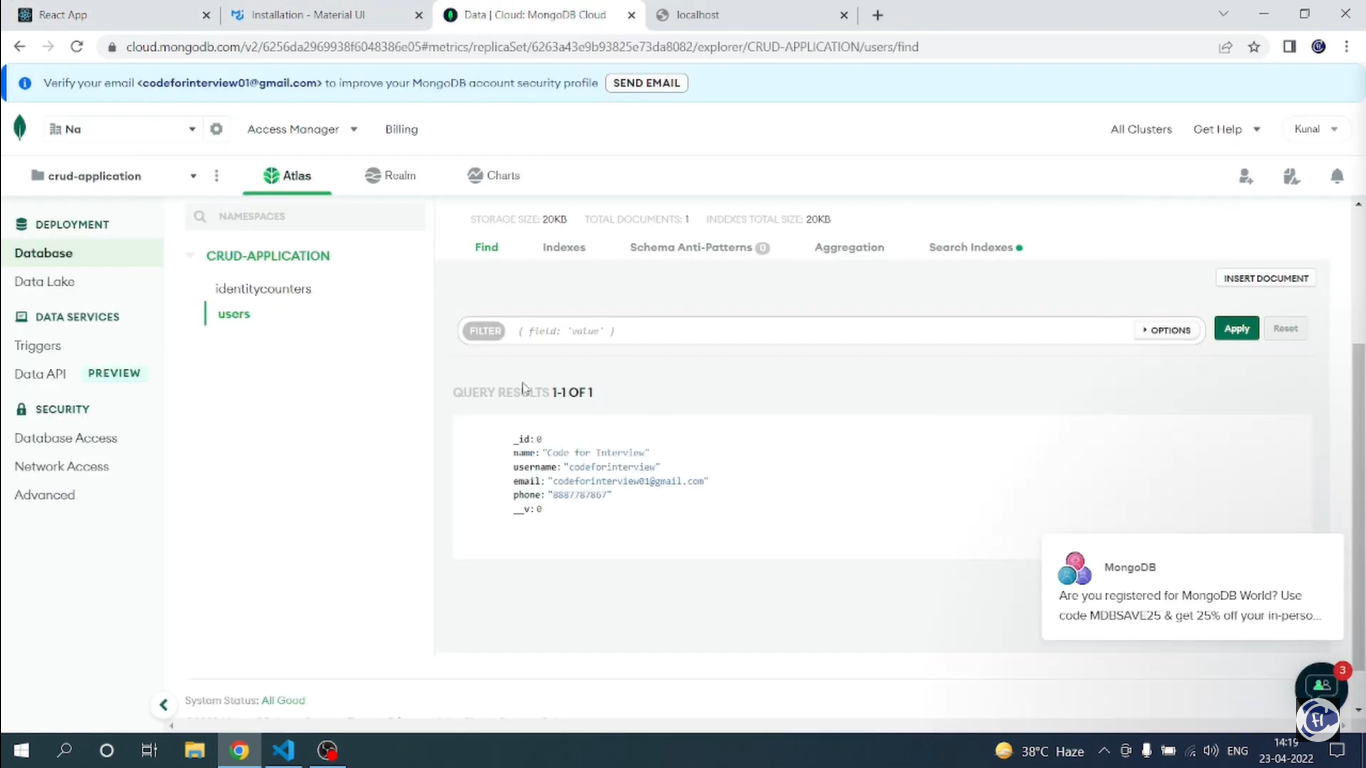 React App
Installation - Material UI
Data | Cloud: MongoDB Cloud
localhost
cloud.mongodb.com/v2/6256da2969938f6048386e05#metrics/replicaSet/6263a43e9b93825e73da8082/explorer/CRUD-APPLICATION/users/find
Verify your email <codeforinterview01@gmail.com> to improve your MongoDB account security profile SEND EMAIL
Na Access Manager Billing All Clusters Get Help Kunal
crud-application Atlas Realm Charts
DEPLOYMENT
Database
Data Lake
DATA SERVICES
Triggers
Data API PREVIEW
SECURITY
Database Access
Network Access
Advanced
NAMESPACES
CRUD-APPLICATION
identitycounters
users
STORAGE SIZE: 20KB TOTAL DOCUMENTS: 1 INDEXES TOTAL SIZE: 20KB
Find Indexes Schema Anti-Patterns 0 Aggregation Search Indexes
INSERT DOCUMENT
FILTER { field: 'value' } OPTIONS Apply Reset
QUERY RESULTS 1-1 OF 1
_id: 0
name: "Code for Interview"
username: "codeforinterview"
email: "codeforinterview01@gmail.com"
phone: "8887787867"
__v: 0
MongoDB
Are you registered for MongoDB World? Use
code MDBSAVE25 & get 25% off your in-perso...
3
System Status: All Good
38°C Haze ENG 14:19
23-04-2022